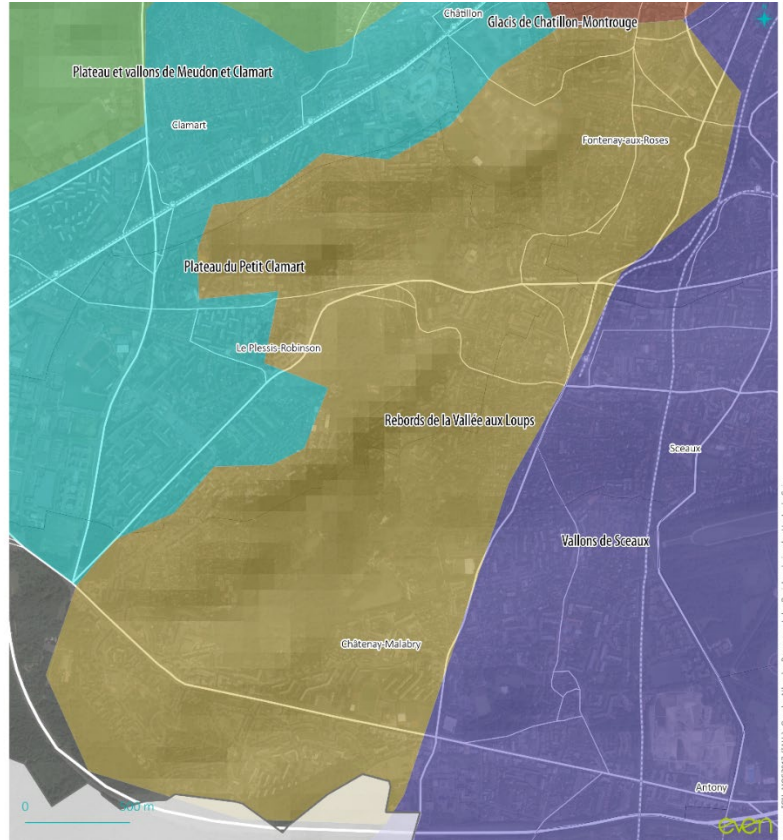 Châtillon
Glacis de Chatillon-Montrouge
Plateau et vallons de Meudon et Clamart
Clamart
Fontenay-aux-Roses
Plateau du Petit Clamart
Le Plessis-Robinson
Rebords de la Vallée aux Loups
Sceaux
Vallons de Sceaux
Châtenay-Malabry
Antony
0
even